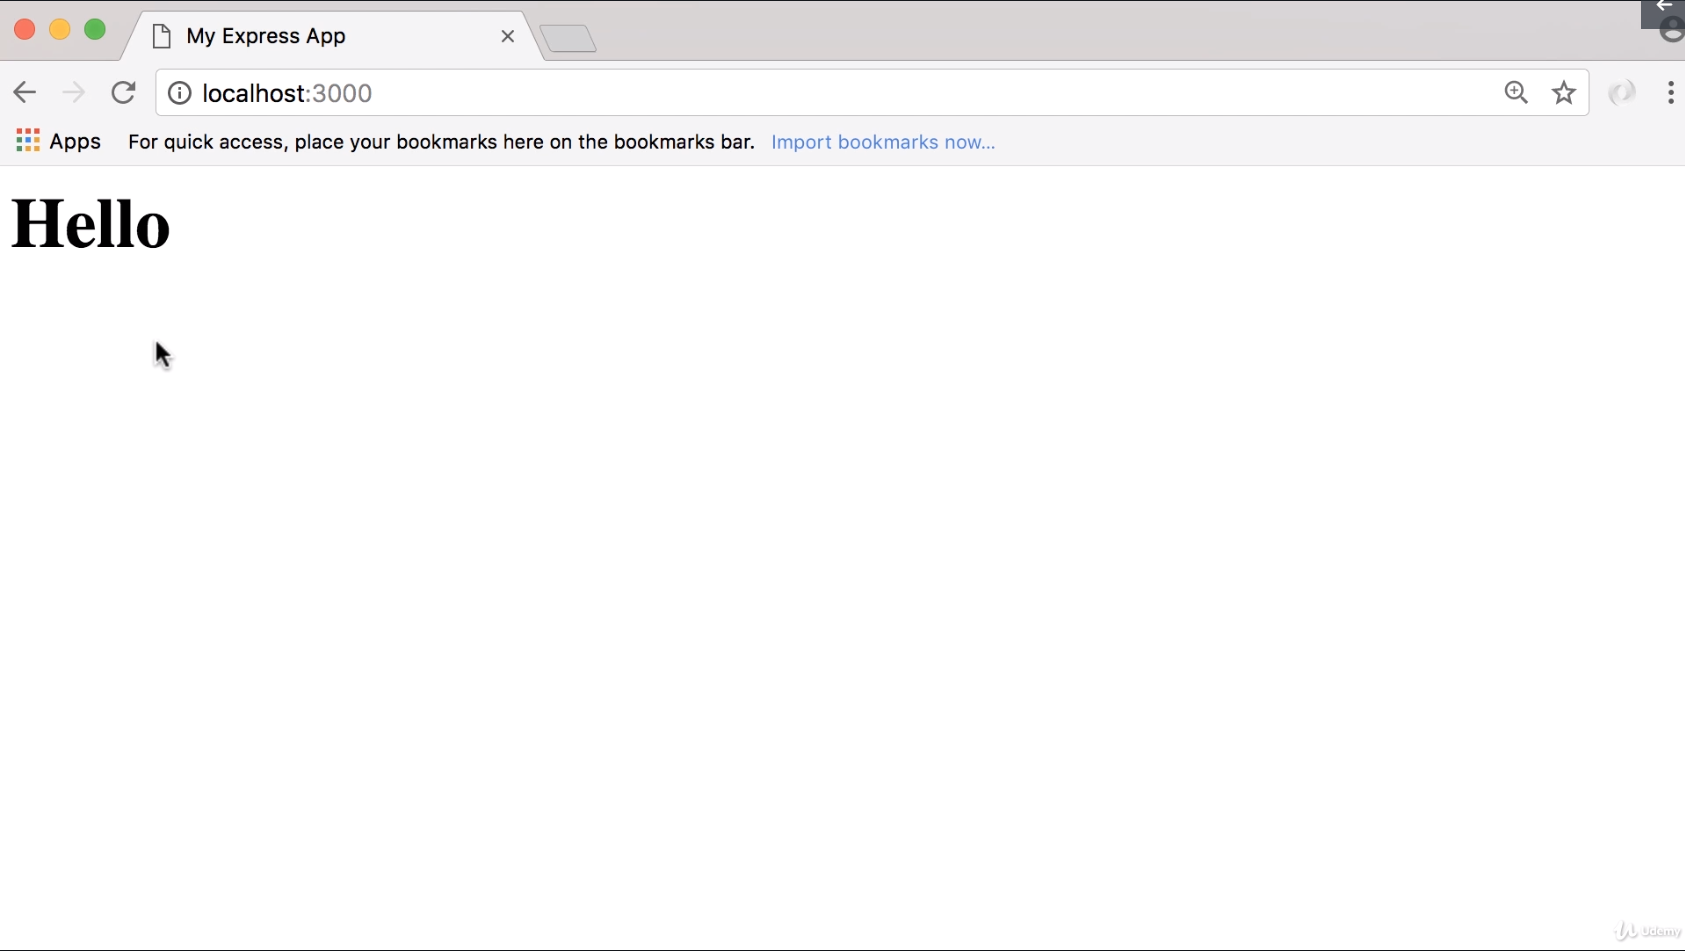 My Express App
localhost:3000
Apps For quick access, place your bookmarks here on the bookmarks bar. Import bookmarks now...
Hello
Udemy